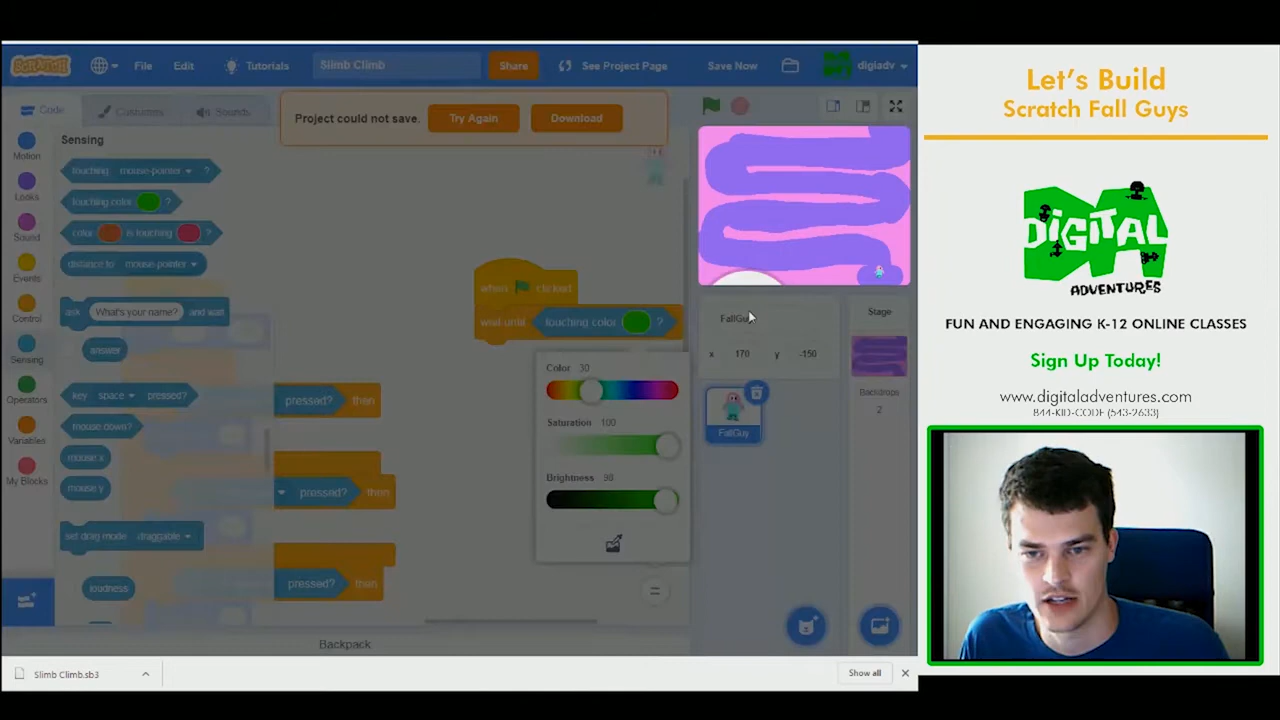 SCRATCH
File
Edit
Tutorials
Slimb Climb
Share
See Project Page
Save Now
digiadv
Code
Costumes
Sounds
Project could not save.
Try Again
Download
Motion
Looks
Sound
Events
Control
Sensing
Operators
Variables
My Blocks
Sensing
touching mouse-pointer ?
touching color ?
color is touching ?
distance to mouse-pointer
ask What's your name? and wait
answer
key space pressed?
mouse down?
mouse x
mouse y
set drag mode draggable
loudness
pressed? then
pressed? then
pressed? then
when clicked
wait until touching color ?
Color 30
Saturation 100
Brightness 98
FallGuy
x 170 y -150
FallGuy
Stage
Backdrops
2
Backpack
Slimb Climb.sb3
Show all
Let's Build
Scratch Fall Guys
DIGITAL
ADVENTURES
FUN AND ENGAGING K-12 ONLINE CLASSES
Sign Up Today!
www.digitaladventures.com
844-KID-CODE (543-2633)